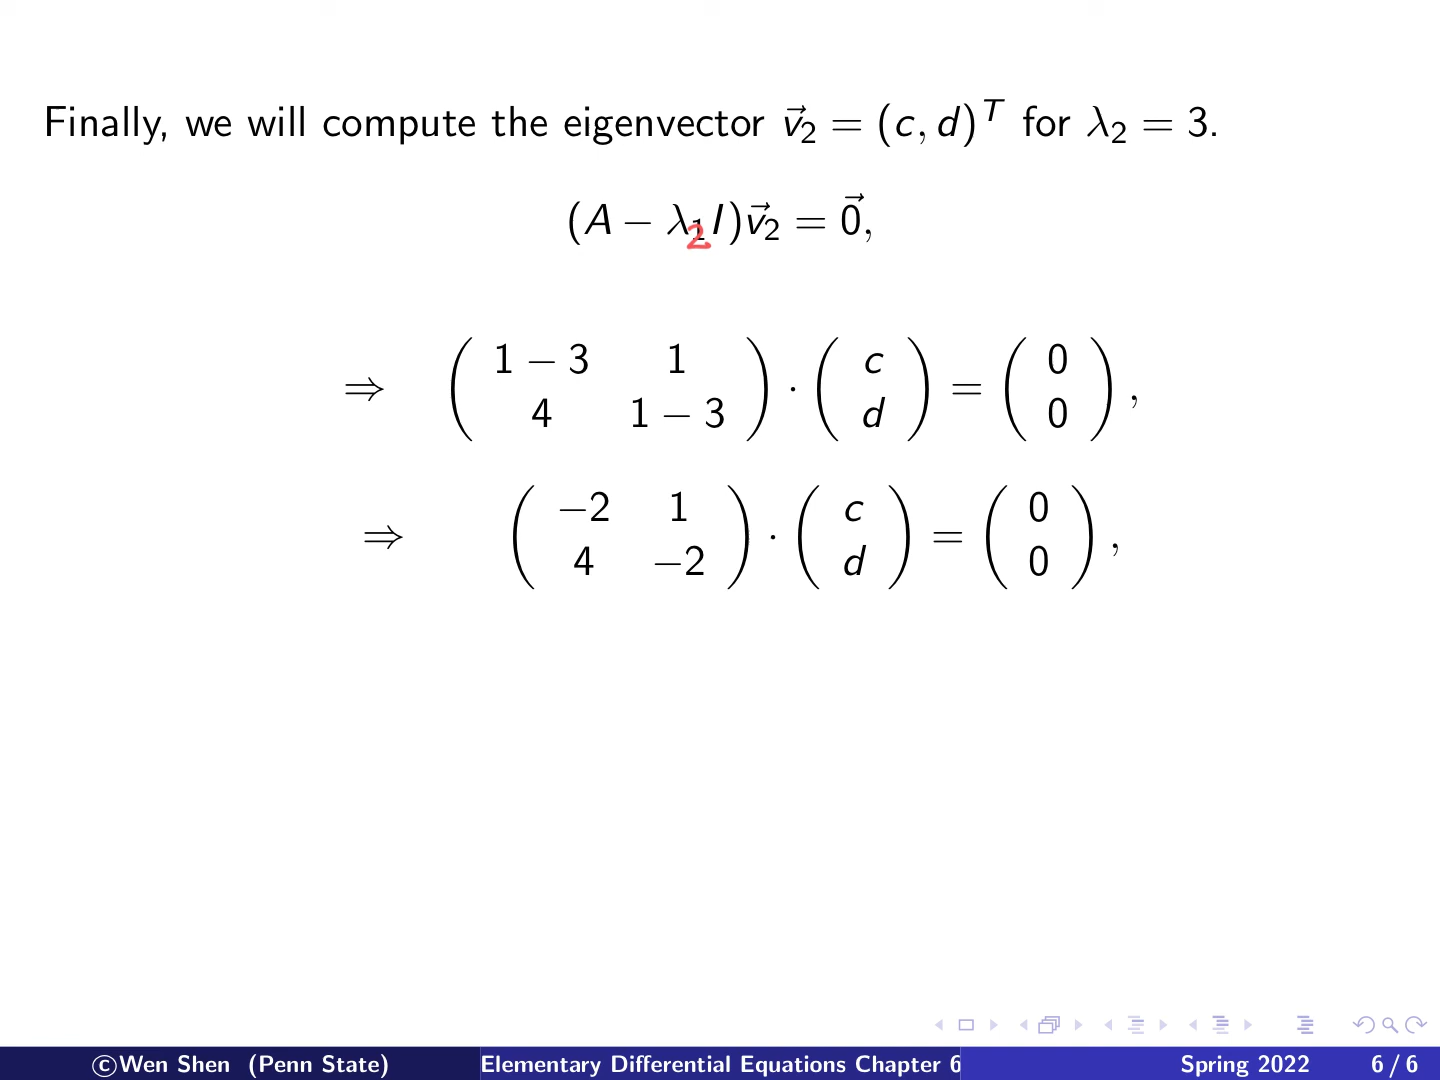 Finally, we will compute the eigenvector v⃗₂ = (c, d)ᵀ for λ₂ = 3.
(A − λ₁ I)v⃗₂ = 0⃗,
2
⇒ ( 1 − 3 1 ; 4 1 − 3 ) · ( c ; d ) = ( 0 ; 0 ),
⇒ ( −2 1 ; 4 −2 ) · ( c ; d ) = ( 0 ; 0 ),
©Wen Shen (Penn State) Elementary Differential Equations Chapter 6 Spring 2022 6 / 6